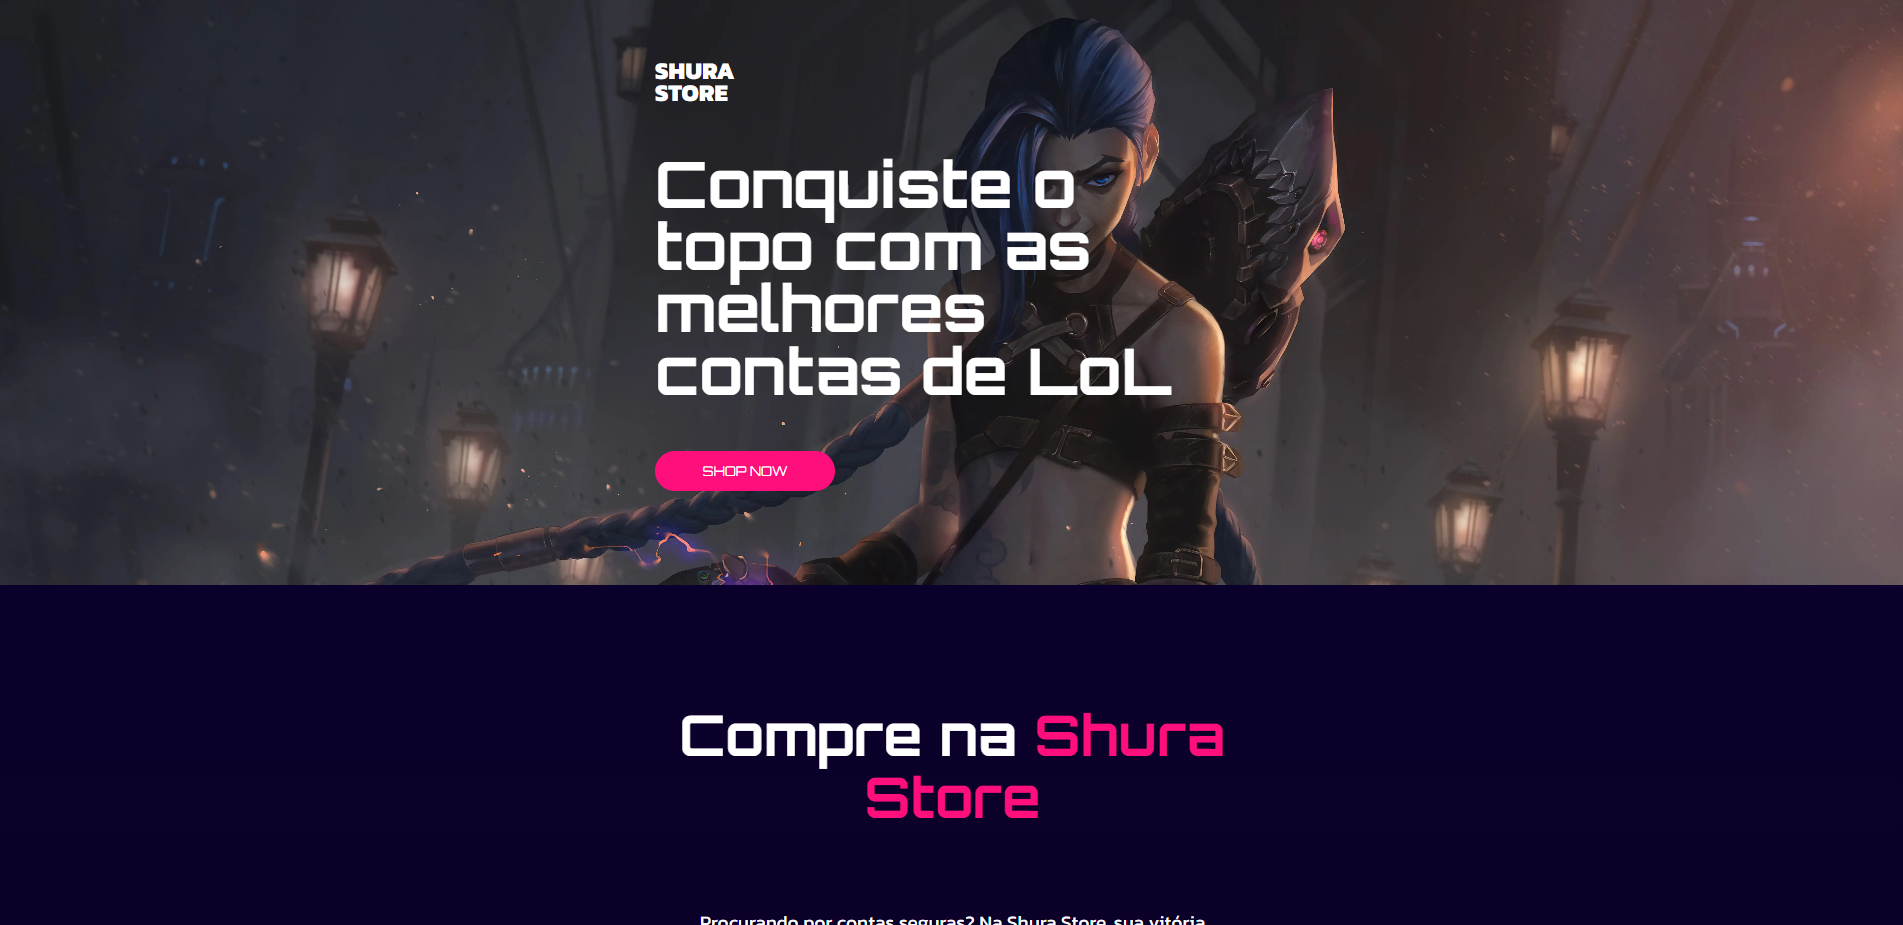 SHURA
STORE
Conquiste o
topo com as
melhores
contas de LoL
SHOP NOW
Compre na Shura
Store
Procurando por contas seguras? Na Shura Store, sua vitória